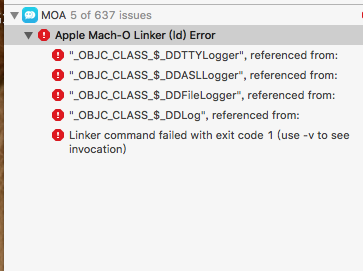 MOA 5 of 637 issues
Apple Mach-O Linker (ld) Error
"_OBJC_CLASS_$_DDTTYLogger", referenced from:
"_OBJC_CLASS_$_DDASLLogger", referenced from:
"_OBJC_CLASS_$_DDFileLogger", referenced from:
"_OBJC_CLASS_$_DDLog", referenced from:
Linker command failed with exit code 1 (use -v to see
invocation)